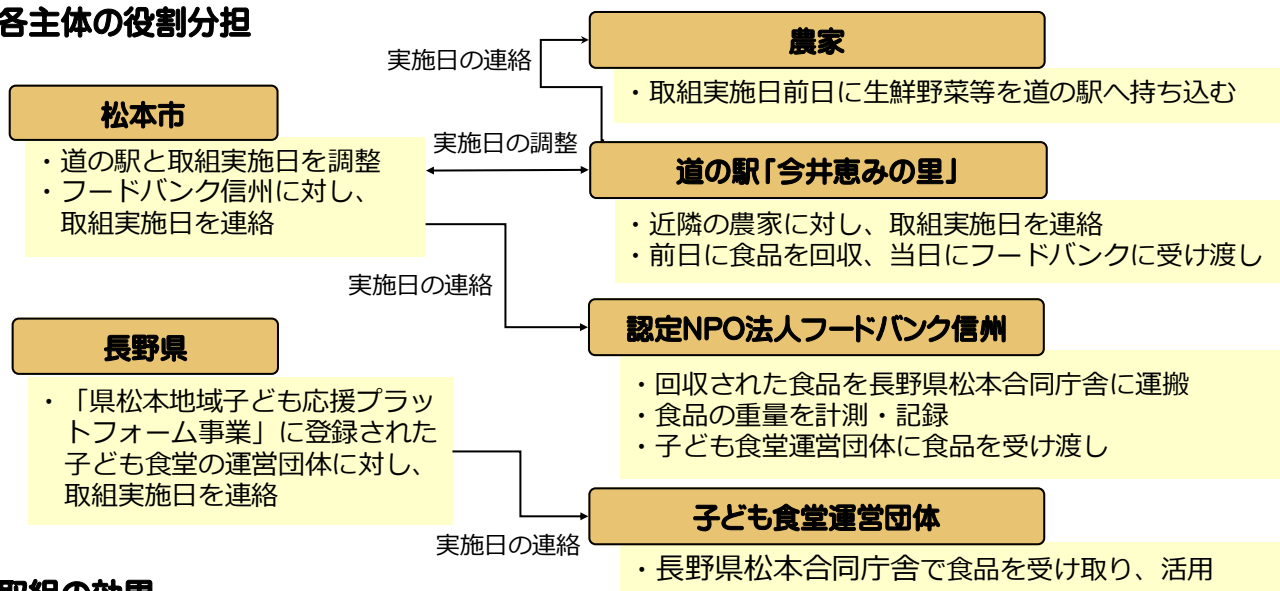 各主体の役割分担
松本市
・道の駅と取組実施日を調整
・フードバンク信州に対し、
取組実施日を連絡
長野県
・「県松本地域子ども応援プラッ
トフォーム事業」に登録された
子ども食堂の運営団体に対し、
取組実施日を連絡
実施日の連絡
実施日の調整
実施日の連絡
実施日の連絡
農家
・取組実施日前日に生鮮野菜等を道の駅へ持ち込む
道の駅「今井恵みの里」
・近隣の農家に対し、取組実施日を連絡
・前日に食品を回収、当日にフードバンクに受け渡し
認定NPO法人フードバンク信州
・回収された食品を長野県松本合同庁舎に運搬
・食品の重量を計測・記録
・子ども食堂運営団体に食品を受け渡し
子ども食堂運営団体
・長野県松本合同庁舎で食品を受け取り、活用
取組の効果